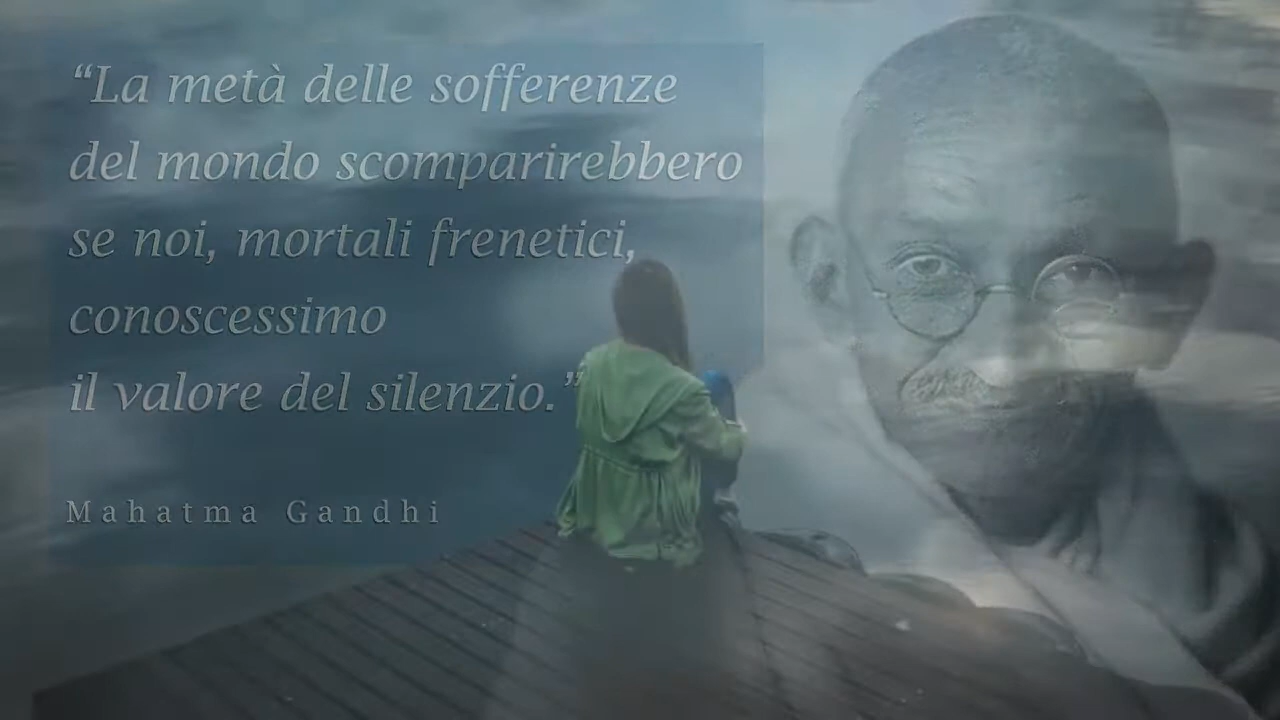 “La metà delle sofferenze
del mondo scomparirebbero
se noi, mortali frenetici,
conoscessimo
il valore del silenzio.”
Mahatma Gandhi